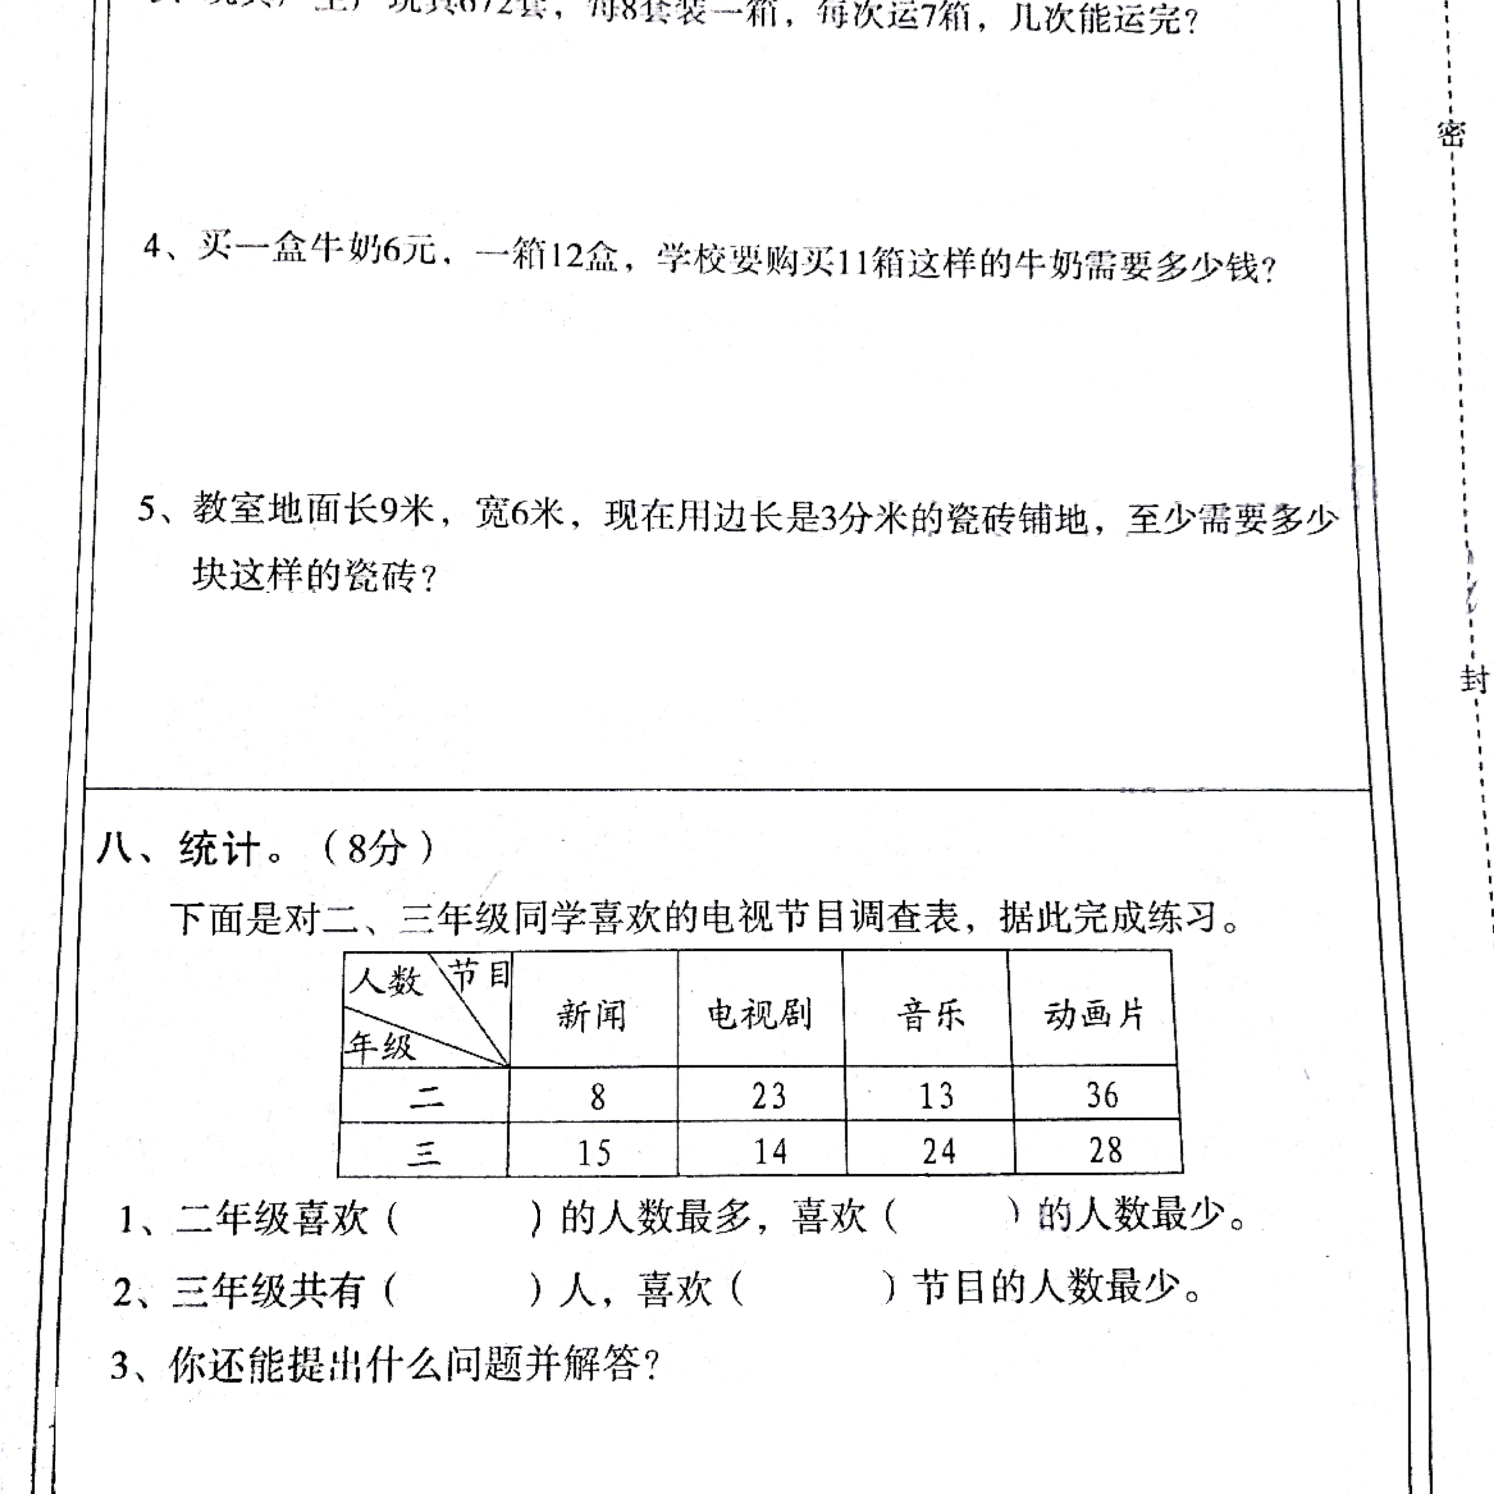 玩具672套，每8套装一箱，每次运7箱，几次能运完？
4、买一盒牛奶6元，一箱12盒，学校要购买11箱这样的牛奶需要多少钱？
5、教室地面长9米，宽6米，现在用边长是3分米的瓷砖铺地，至少需要多少
块这样的瓷砖？
八、统计。（8分）
下面是对二、三年级同学喜欢的电视节目调查表，据此完成练习。
人数 节目 年级 新闻 电视剧 音乐 动画片
二 8 23 13 36
三 15 14 24 28
1、二年级喜欢（ ）的人数最多，喜欢（ ）的人数最少。
2、三年级共有（ ）人，喜欢（ ）节目的人数最少。
3、你还能提出什么问题并解答？
密
封